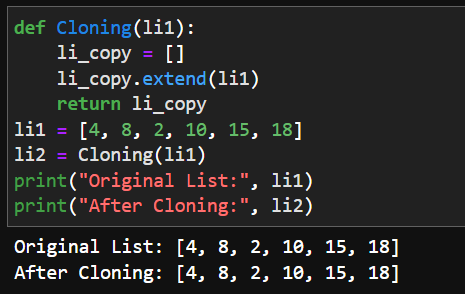 def Cloning(li1):
    li_copy = []
    li_copy.extend(li1)
    return li_copy
li1 = [4, 8, 2, 10, 15, 18]
li2 = Cloning(li1)
print("Original List:", li1)
print("After Cloning:", li2)
Original List: [4, 8, 2, 10, 15, 18]
After Cloning: [4, 8, 2, 10, 15, 18]